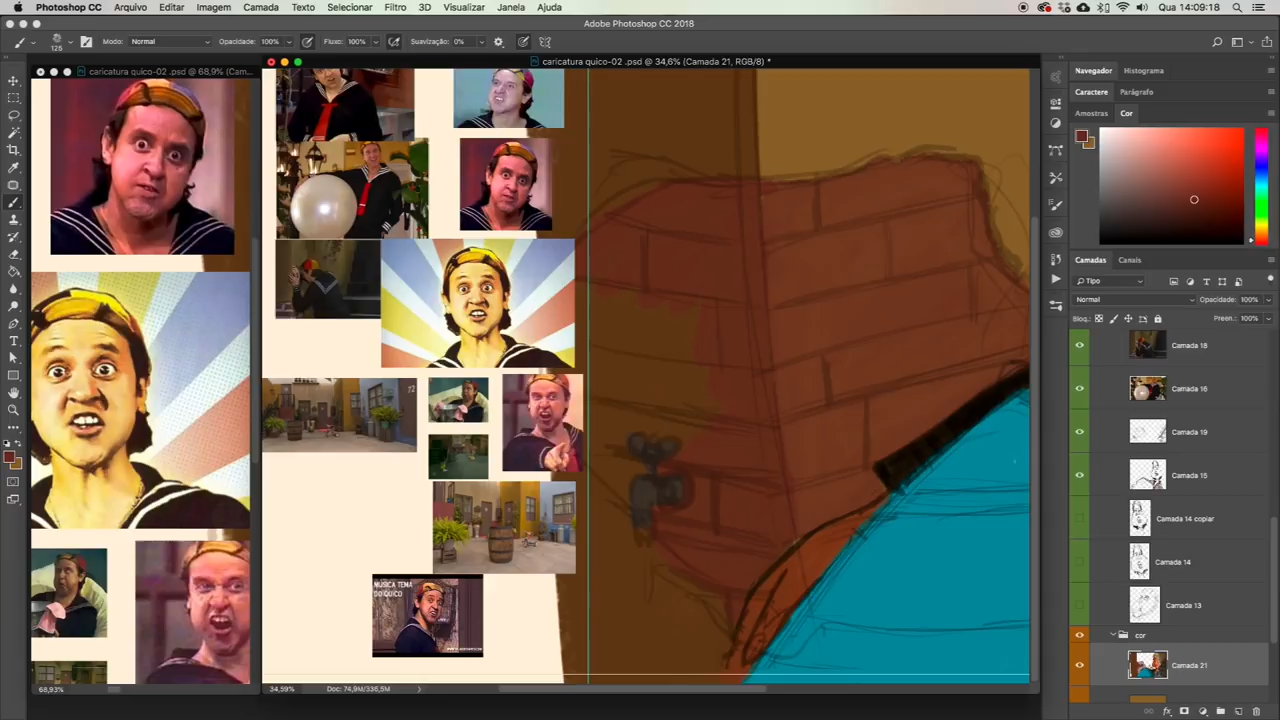 Photoshop CC Arquivo Editar Imagem Camada Texto Selecionar Filtro 3D Visualizar Janela Ajuda
Qua 14:09:18
Adobe Photoshop CC 2018
125
Modo: Normal Opacidade: 100% Fluxo: 100% Suavização: 0%
caricatura quico-02 .psd @ 68,9% (Cam...
caricatura quico-02 .psd @ 34,6% (Camada 21, RGB/8) *
Navegador Histograma
Caractere Parágrafo
Amostras Cor
Camadas Canais
Tipo
Normal Opacidade: 100%
Bloq.: Preen.: 100%
Camada 18
Camada 16
Camada 19
Camada 15
Camada 14 copiar
Camada 14
Camada 13
cor
Camada 21
72
MUSICA TEMA
DO QUICO
68,93%
34,59% Doc: 74,9M/336,5M